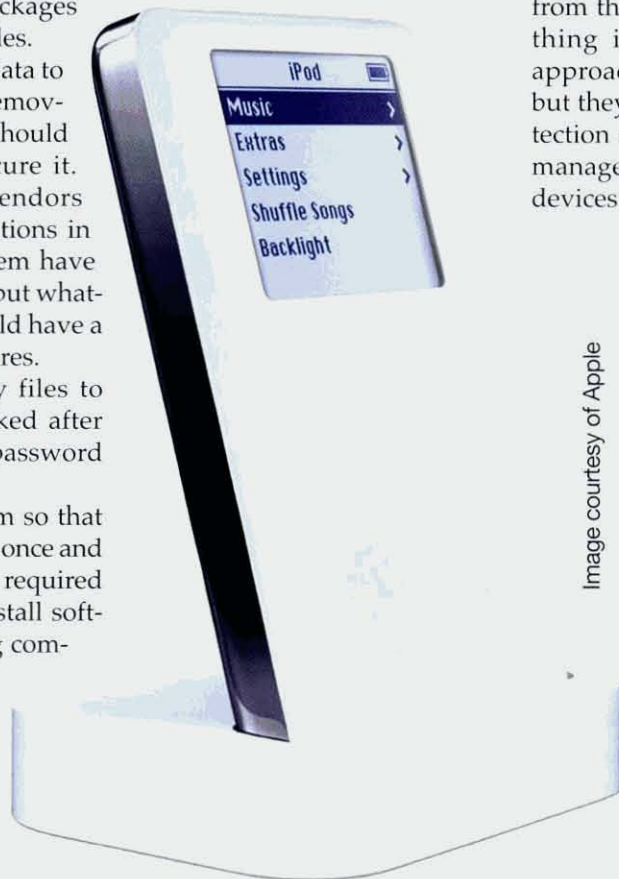 ckages
les.
ata to
emov-
hould
ure it.
endors
tions in
em have
but what-
ld have a
res.
y files to
ked after
password
m so that
once and
required
stall soft-
g com-
iPod
Music
Extras
Settings
Shuffle Songs
Backlight
from th
thing i
approac
but they
tection
manage
devices
Image courtesy of Apple